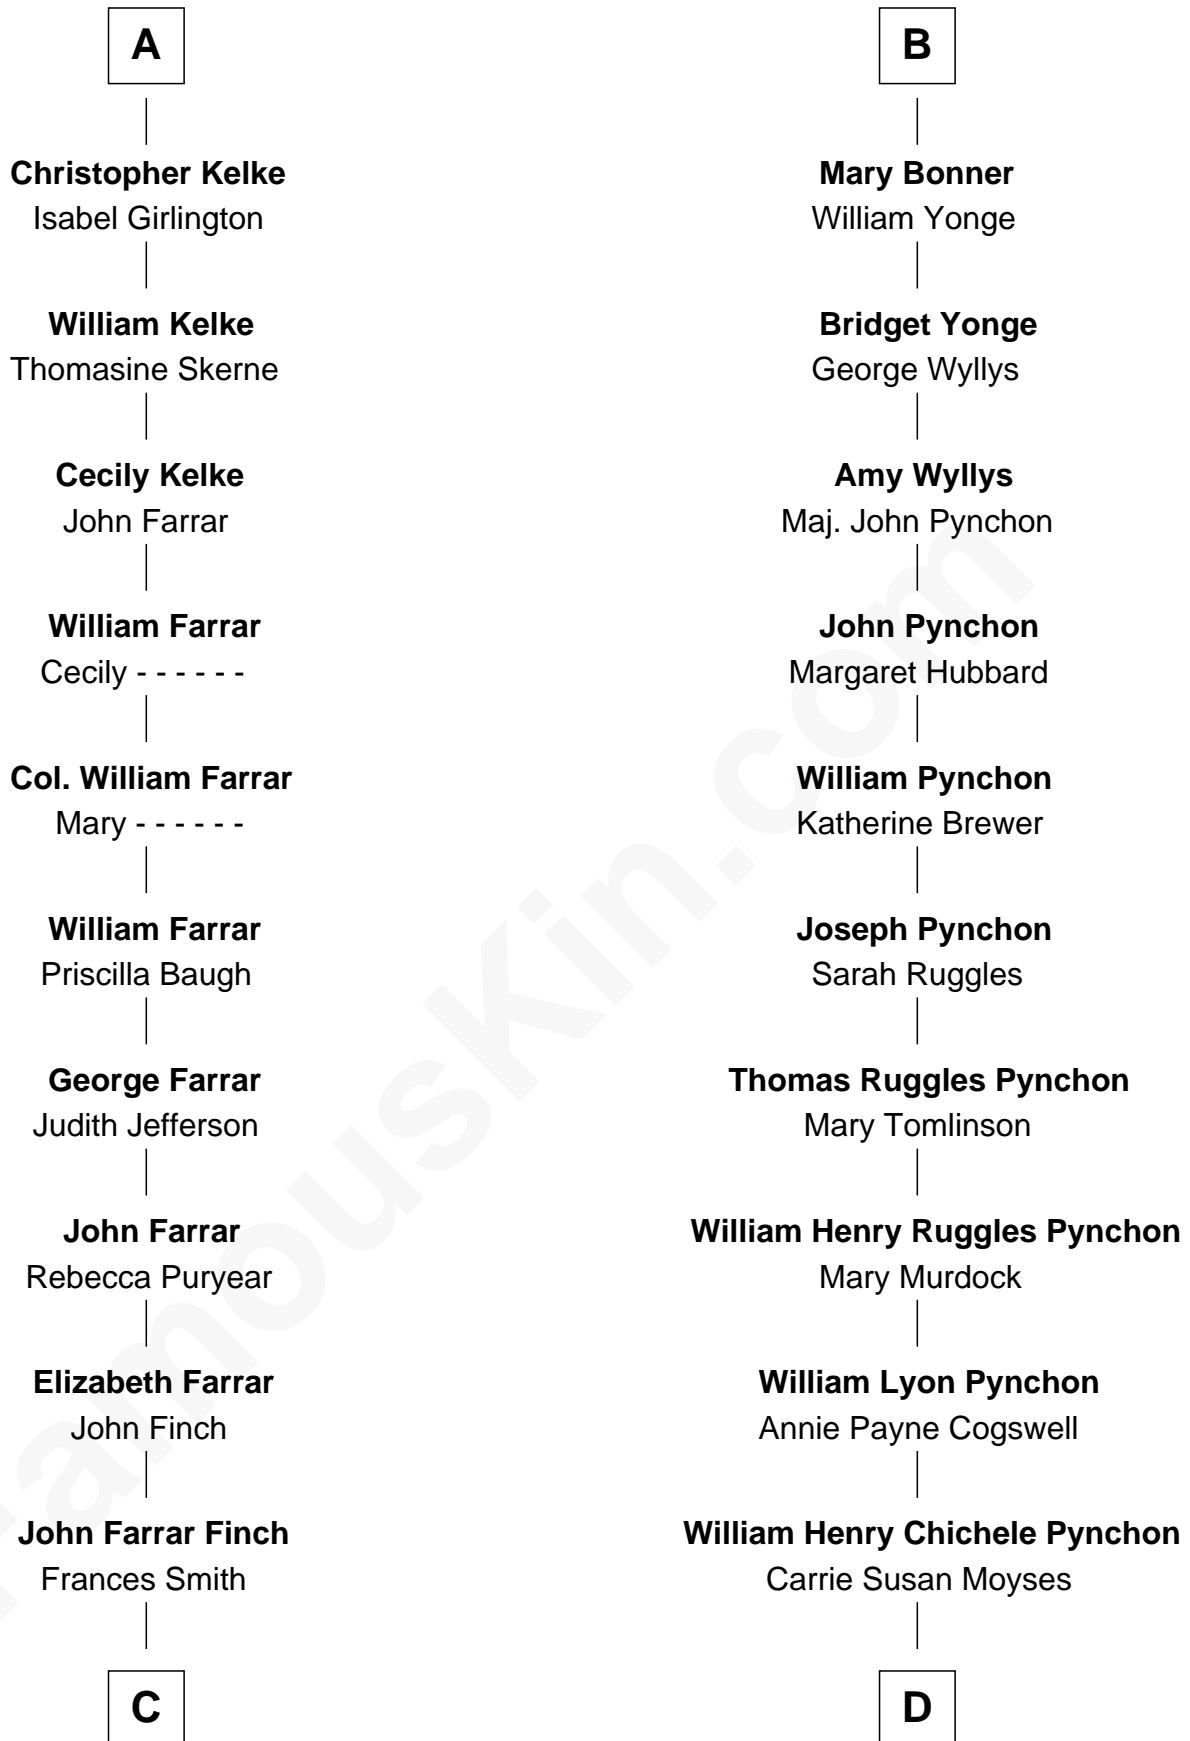 A
Christopher Kelke
Isabel Girlington
William Kelke
Thomasine Skerne
Cecily Kelke
John Farrar
William Farrar
Cecily - - - - - -
Col. William Farrar
Mary - - - - - -
William Farrar
Priscilla Baugh
George Farrar
Judith Jefferson
John Farrar
Rebecca Puryear
Elizabeth Farrar
John Finch
John Farrar Finch
Frances Smith
C
B
Mary Bonner
William Yonge
Bridget Yonge
George Wyllys
Amy Wyllys
Maj. John Pynchon
John Pynchon
Margaret Hubbard
William Pynchon
Katherine Brewer
Joseph Pynchon
Sarah Ruggles
Thomas Ruggles Pynchon
Mary Tomlinson
William Henry Ruggles Pynchon
Mary Murdock
William Lyon Pynchon
Annie Payne Cogswell
William Henry Chichele Pynchon
Carrie Susan Moyses
D
FamousKin.com